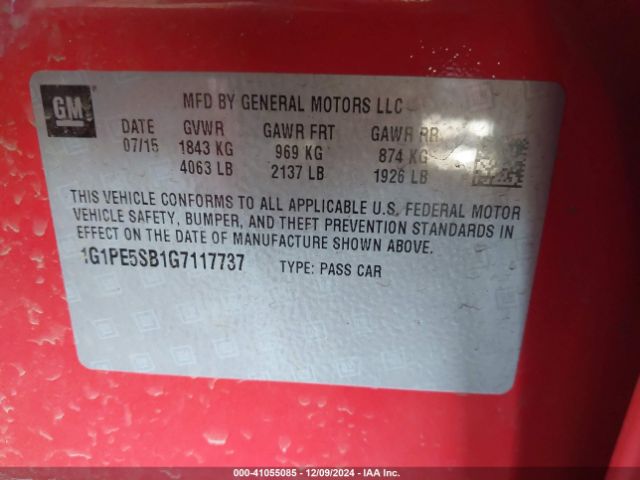 GM
MFD BY GENERAL MOTORS LLC
DATE GVWR GAWR FRT GAWR RR
07/15 1843 KG 969 KG 874 KG
4063 LB 2137 LB 1926 LB
THIS VEHICLE CONFORMS TO ALL APPLICABLE U.S. FEDERAL MOTOR
VEHICLE SAFETY, BUMPER, AND THEFT PREVENTION STANDARDS IN
EFFECT ON THE DATE OF MANUFACTURE SHOWN ABOVE.
1G1PE5SB1G7117737 TYPE: PASS CAR
000-41055085 | 12/09/2024 | IAA Inc.